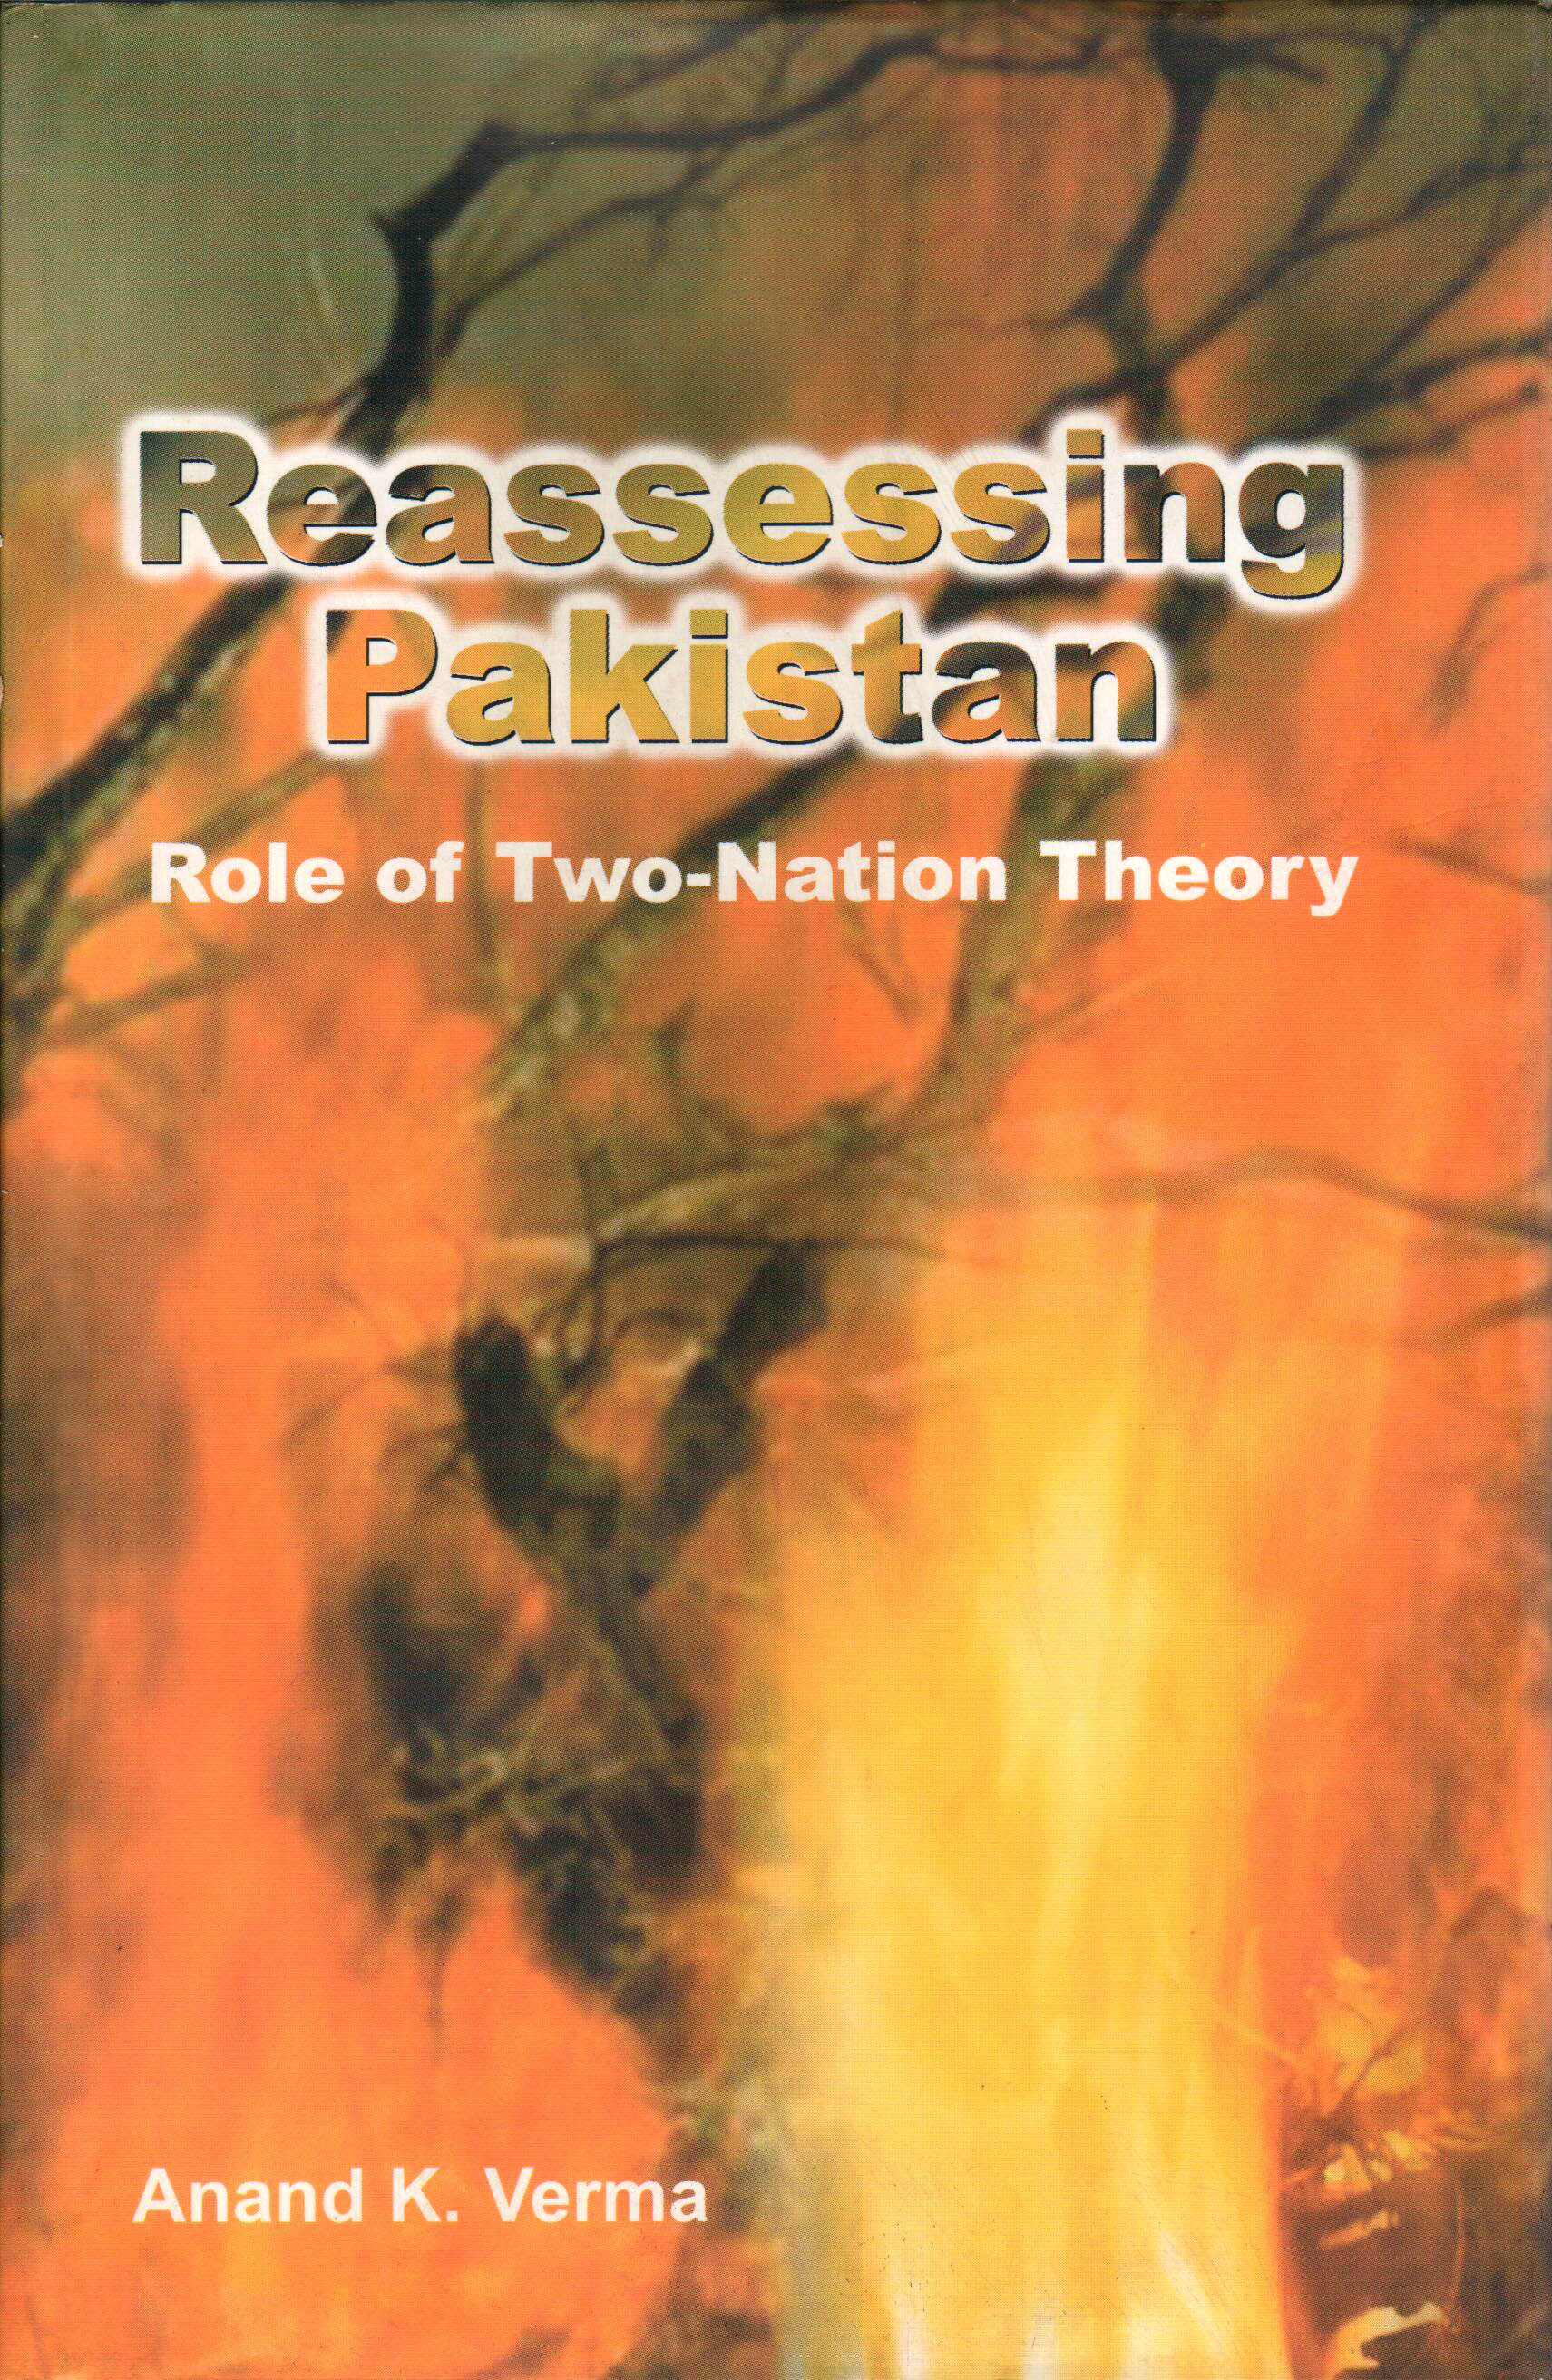 Reassessing
Pakistan
Role of Two-Nation Theory
Anand K. Verma